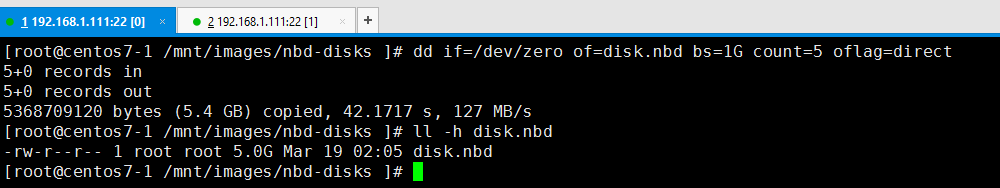 1 192.168.1.111:22 [0] × 2 192.168.1.111:22 [1] × +
[root@centos7-1 /mnt/images/nbd-disks ]# dd if=/dev/zero of=disk.nbd bs=1G count=5 oflag=direct
5+0 records in
5+0 records out
5368709120 bytes (5.4 GB) copied, 42.1717 s, 127 MB/s
[root@centos7-1 /mnt/images/nbd-disks ]# ll -h disk.nbd
-rw-r--r-- 1 root root 5.0G Mar 19 02:05 disk.nbd
[root@centos7-1 /mnt/images/nbd-disks ]#